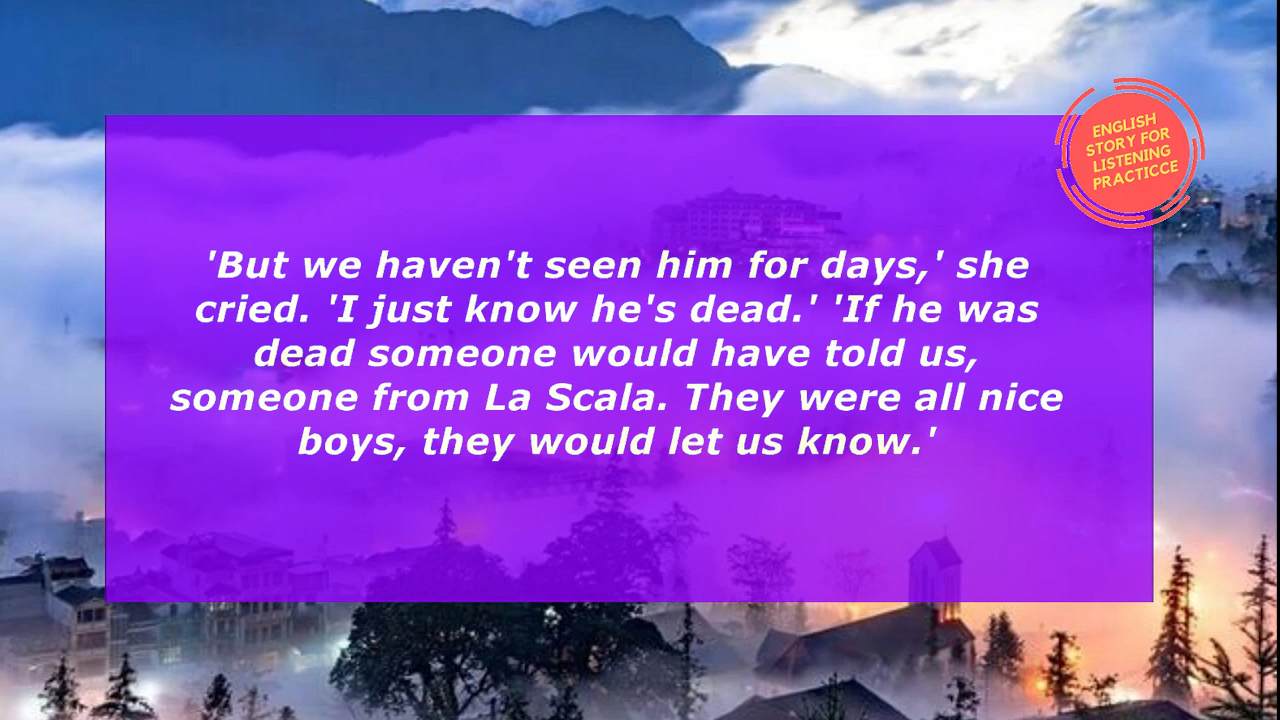 ENGLISH
STORY FOR
LISTENING
PRACTICCE
'But we haven't seen him for days,' she
cried. 'I just know he's dead.' 'If he was
dead someone would have told us,
someone from La Scala. They were all nice
boys, they would let us know.'